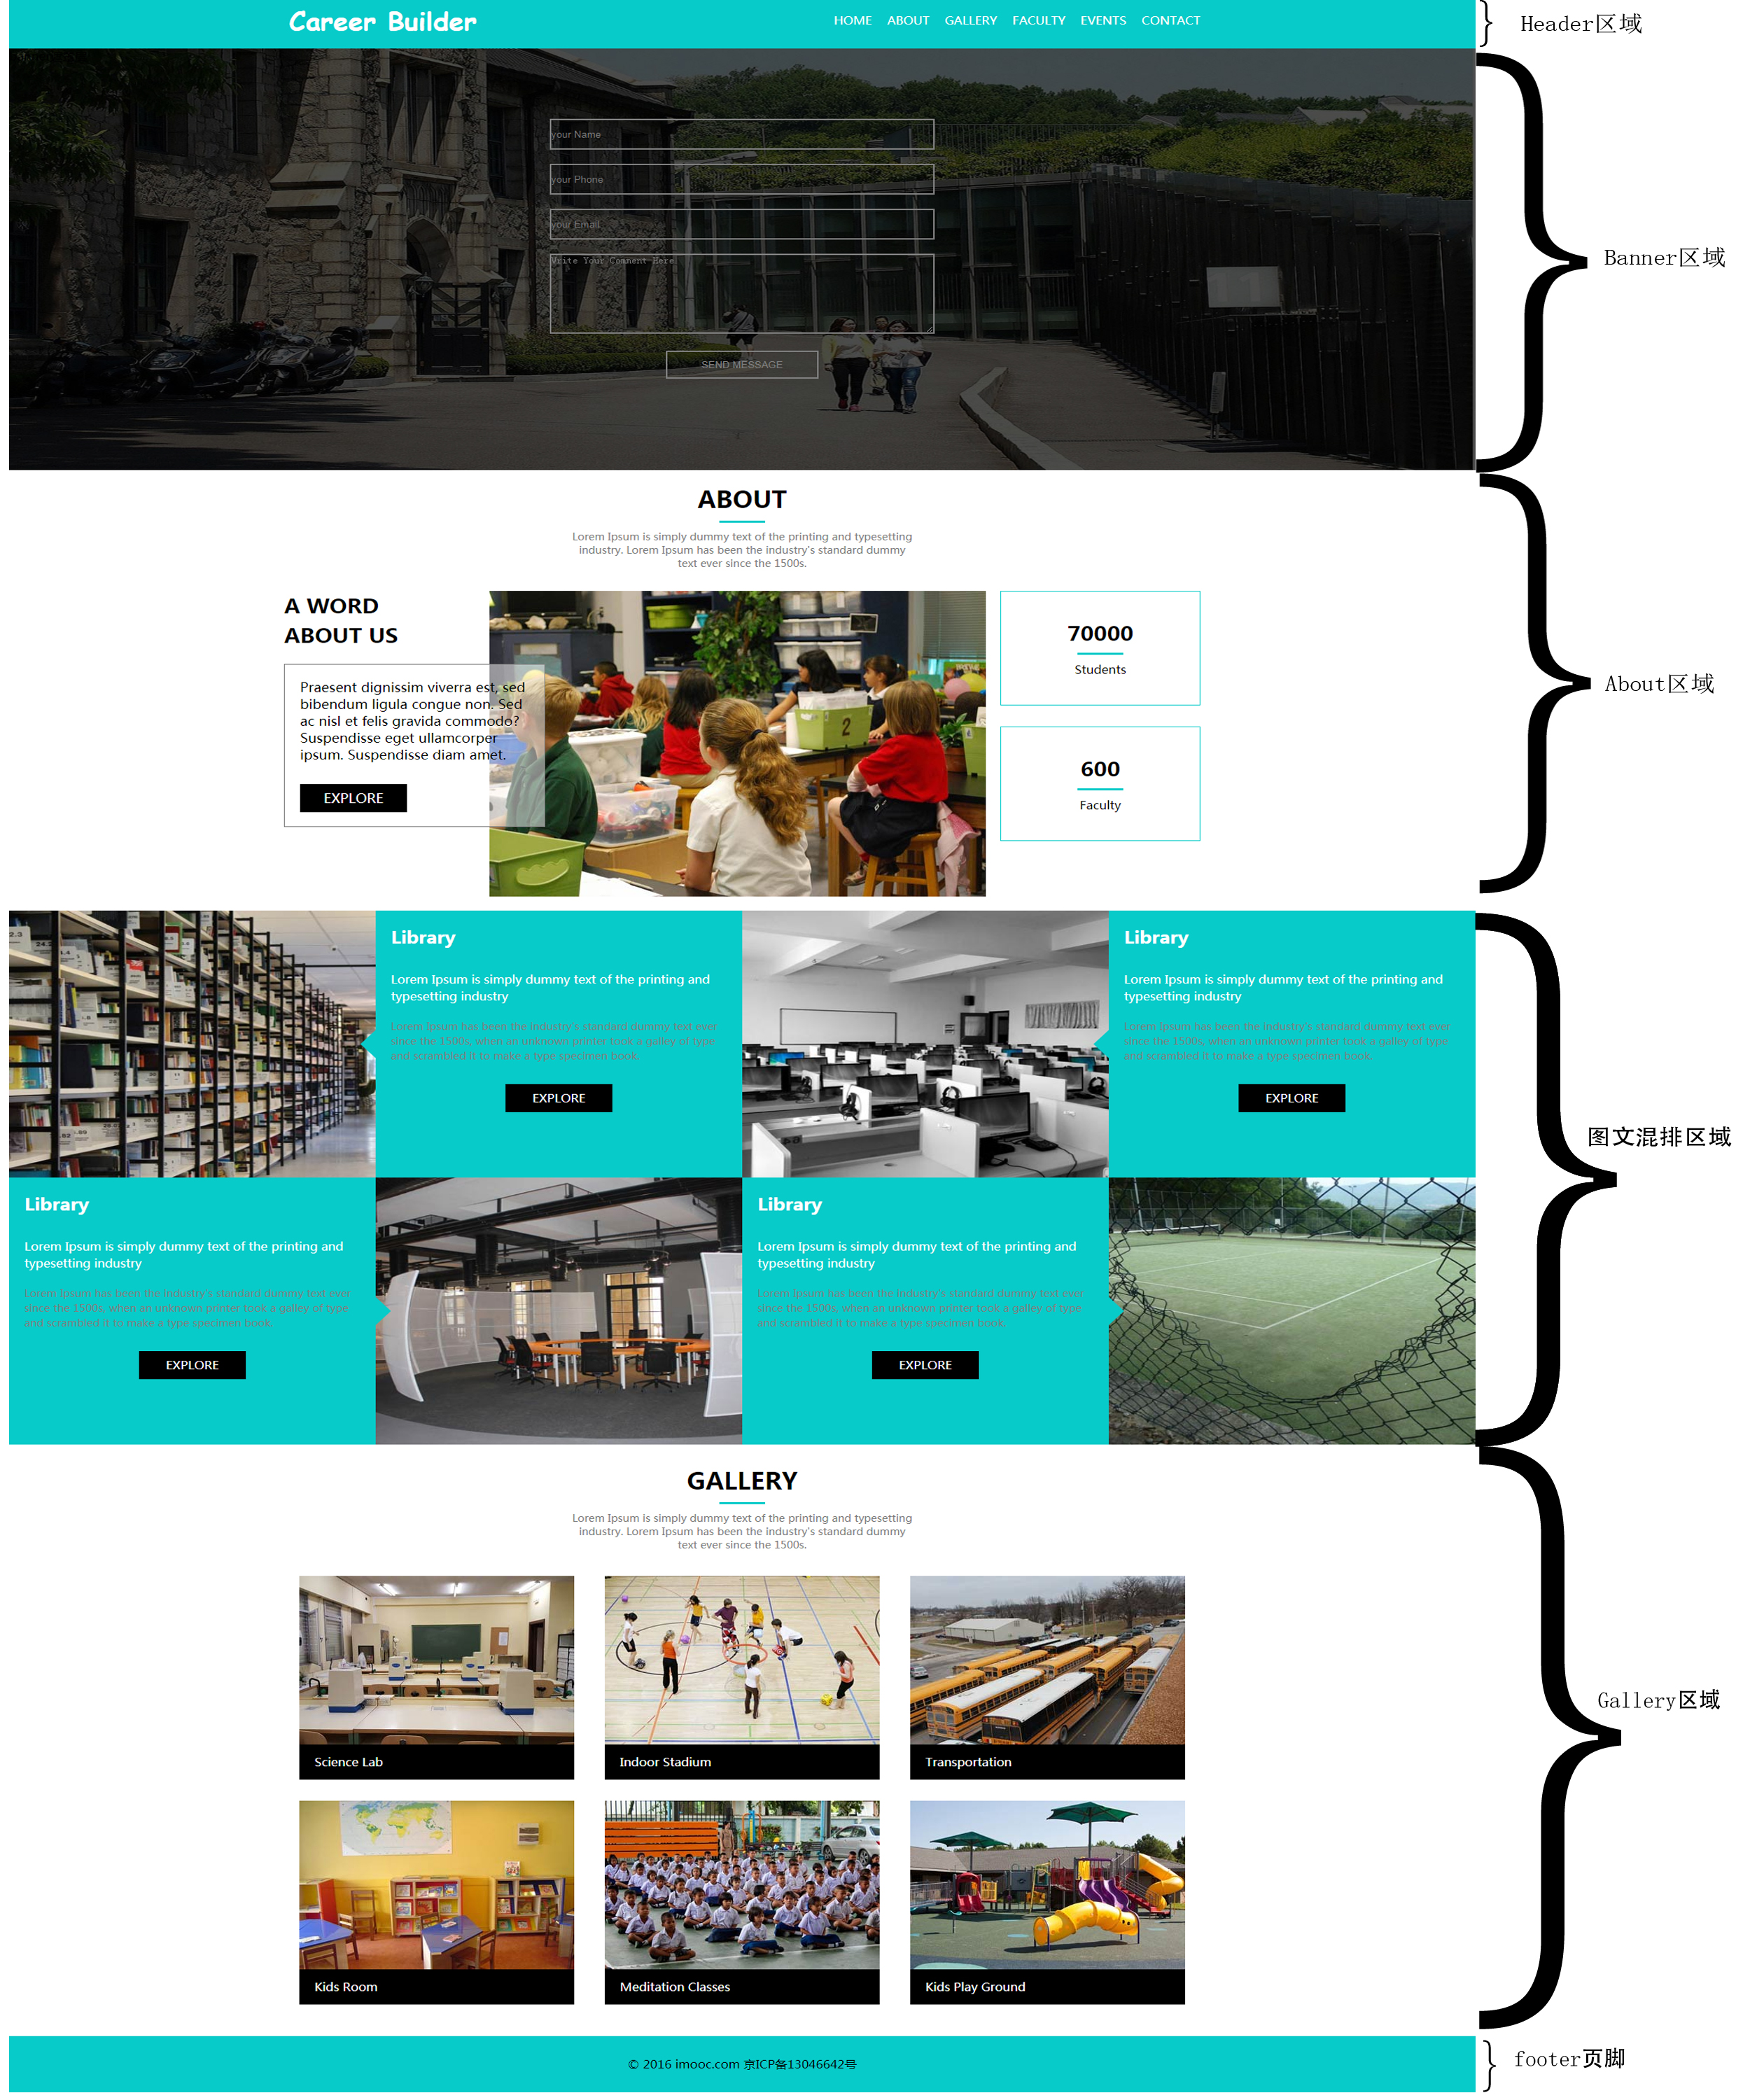 Career Builder
HOME ABOUT GALLERY FACULTY EVENTS CONTACT
Header区域
your Name
your Phone
your Email
Write Your Comment Here
SEND MESSAGE
Banner区域
ABOUT
Lorem Ipsum is simply dummy text of the printing and typesetting
industry. Lorem Ipsum has been the industry's standard dummy
text ever since the 1500s.
A WORD
ABOUT US
Praesent dignissim viverra est, sed
bibendum ligula congue non. Sed
ac nisl et felis gravida commodo?
Suspendisse eget ullamcorper
ipsum. Suspendisse diam amet.
EXPLORE
2
70000
Students
600
Faculty
About区域
Library
Lorem Ipsum is simply dummy text of the printing and
typesetting industry
Lorem Ipsum has been the industry's standard dummy text ever
since the 1500s, when an unknown printer took a galley of type
and scrambled it to make a type specimen book.
EXPLORE
Library
Lorem Ipsum is simply dummy text of the printing and
typesetting industry
Lorem Ipsum has been the industry's standard dummy text ever
since the 1500s, when an unknown printer took a galley of type
and scrambled it to make a type specimen book.
EXPLORE
图文混排区域
Library
Lorem Ipsum is simply dummy text of the printing and
typesetting industry
Lorem Ipsum has been the industry's standard dummy text ever
since the 1500s, when an unknown printer took a galley of type
and scrambled it to make a type specimen book.
EXPLORE
Library
Lorem Ipsum is simply dummy text of the printing and
typesetting industry
Lorem Ipsum has been the industry's standard dummy text ever
since the 1500s, when an unknown printer took a galley of type
and scrambled it to make a type specimen book.
EXPLORE
GALLERY
Lorem Ipsum is simply dummy text of the printing and typesetting
industry. Lorem Ipsum has been the industry's standard dummy
text ever since the 1500s.
Science Lab
Indoor Stadium
Transportation
Gallery区域
Kids Room
Meditation Classes
Kids Play Ground
© 2016 imooc.com 京ICP备13046642号
footer页脚